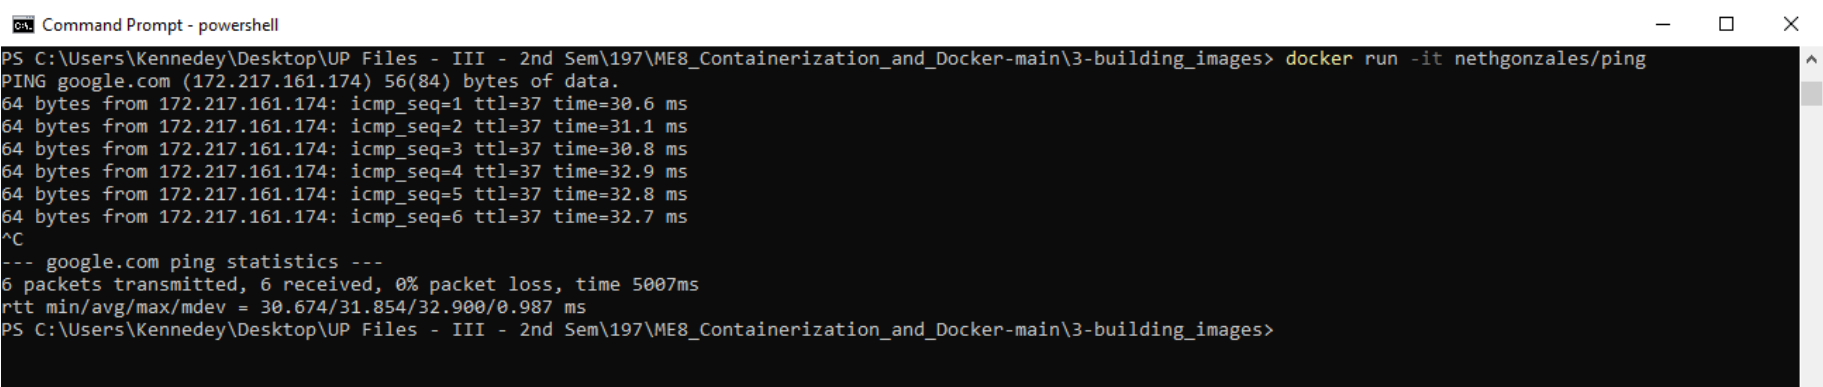 Command Prompt - powershell
PS C:\Users\Kennedey\Desktop\UP Files - III - 2nd Sem\197\ME8_Containerization_and_Docker-main\3-building_images> docker run -it nethgonzales/ping
PING google.com (172.217.161.174) 56(84) bytes of data.
64 bytes from 172.217.161.174: icmp_seq=1 ttl=37 time=30.6 ms
64 bytes from 172.217.161.174: icmp_seq=2 ttl=37 time=31.1 ms
64 bytes from 172.217.161.174: icmp_seq=3 ttl=37 time=30.8 ms
64 bytes from 172.217.161.174: icmp_seq=4 ttl=37 time=32.9 ms
64 bytes from 172.217.161.174: icmp_seq=5 ttl=37 time=32.8 ms
64 bytes from 172.217.161.174: icmp_seq=6 ttl=37 time=32.7 ms
^C
--- google.com ping statistics ---
6 packets transmitted, 6 received, 0% packet loss, time 5007ms
rtt min/avg/max/mdev = 30.674/31.854/32.900/0.987 ms
PS C:\Users\Kennedey\Desktop\UP Files - III - 2nd Sem\197\ME8_Containerization_and_Docker-main\3-building_images>